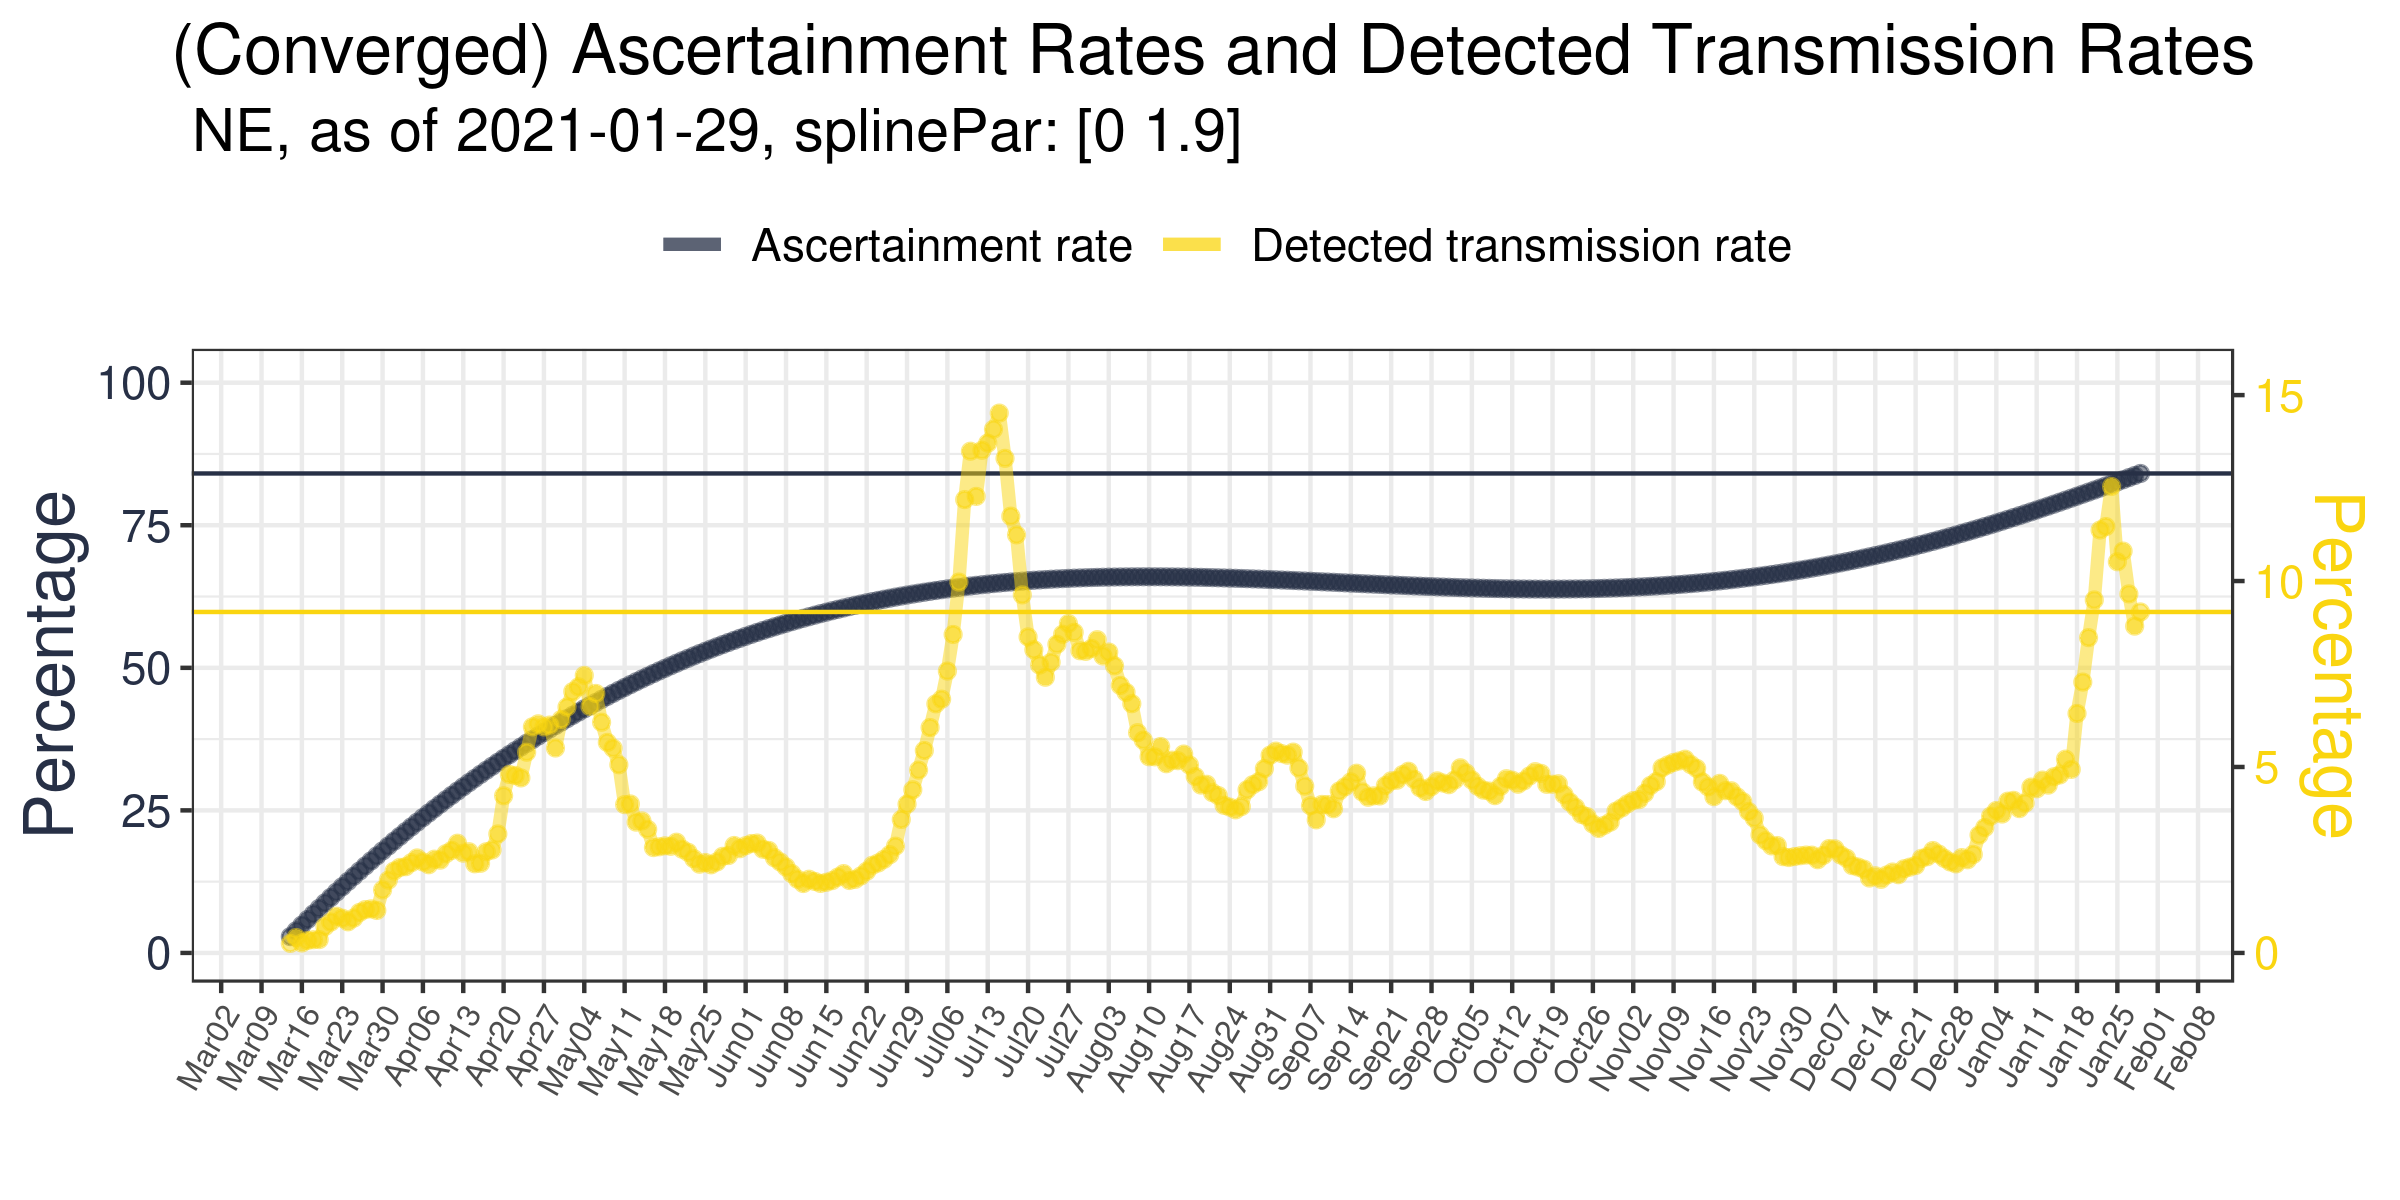 (Converged) Ascertainment Rates and Detected Transmission Rates
NE, as of 2021-01-29, splinePar: [0 1.9]
Ascertainment rate
Detected transmission rate
Percentage
100
75
50
25
0
15
10
5
0
Percentage
Mar02
Mar09
Mar16
Mar23
Mar30
Apr06
Apr13
Apr20
Apr27
May04
May11
May18
May25
Jun01
Jun08
Jun15
Jun22
Jun29
Jul06
Jul13
Jul20
Jul27
Aug03
Aug10
Aug17
Aug24
Aug31
Sep07
Sep14
Sep21
Sep28
Oct05
Oct12
Oct19
Oct26
Nov02
Nov09
Nov16
Nov23
Nov30
Dec07
Dec14
Dec21
Dec28
Jan04
Jan11
Jan18
Jan25
Feb01
Feb08